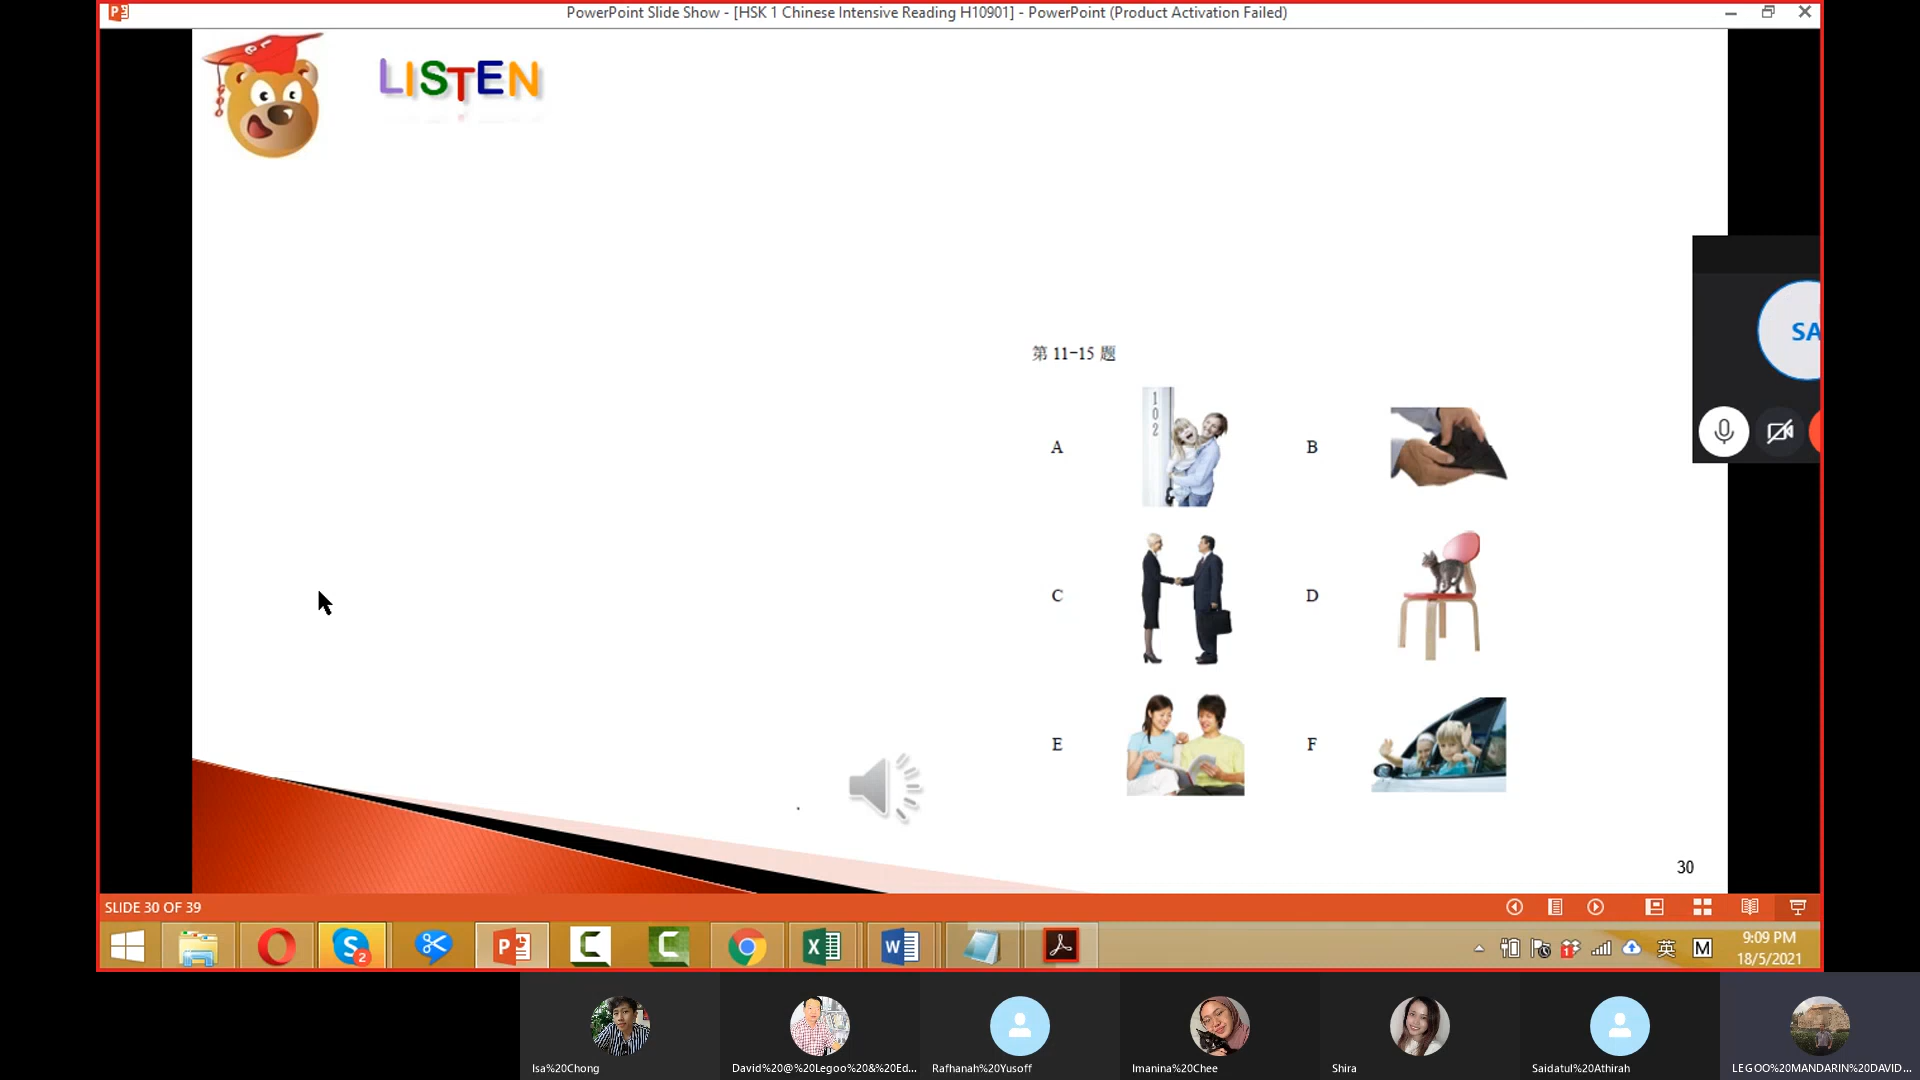 PowerPoint Slide Show - [HSK 1 Chinese Intensive Reading H10901] - PowerPoint (Product Activation Failed)
LISTEN
第 11-15 题
102
A
B
C
D
E
F
SA
30
SLIDE 30 OF 39
2
英
M
9:09 PM
18/5/2021
Isa%20Chong
David%20@%20Legoo%20&%20Ed...
Rafhanah%20Yusoff
Imanina%20Chee
Shira
Saidatul%20Athirah
LEGOO%20MANDARIN%20DAVID...